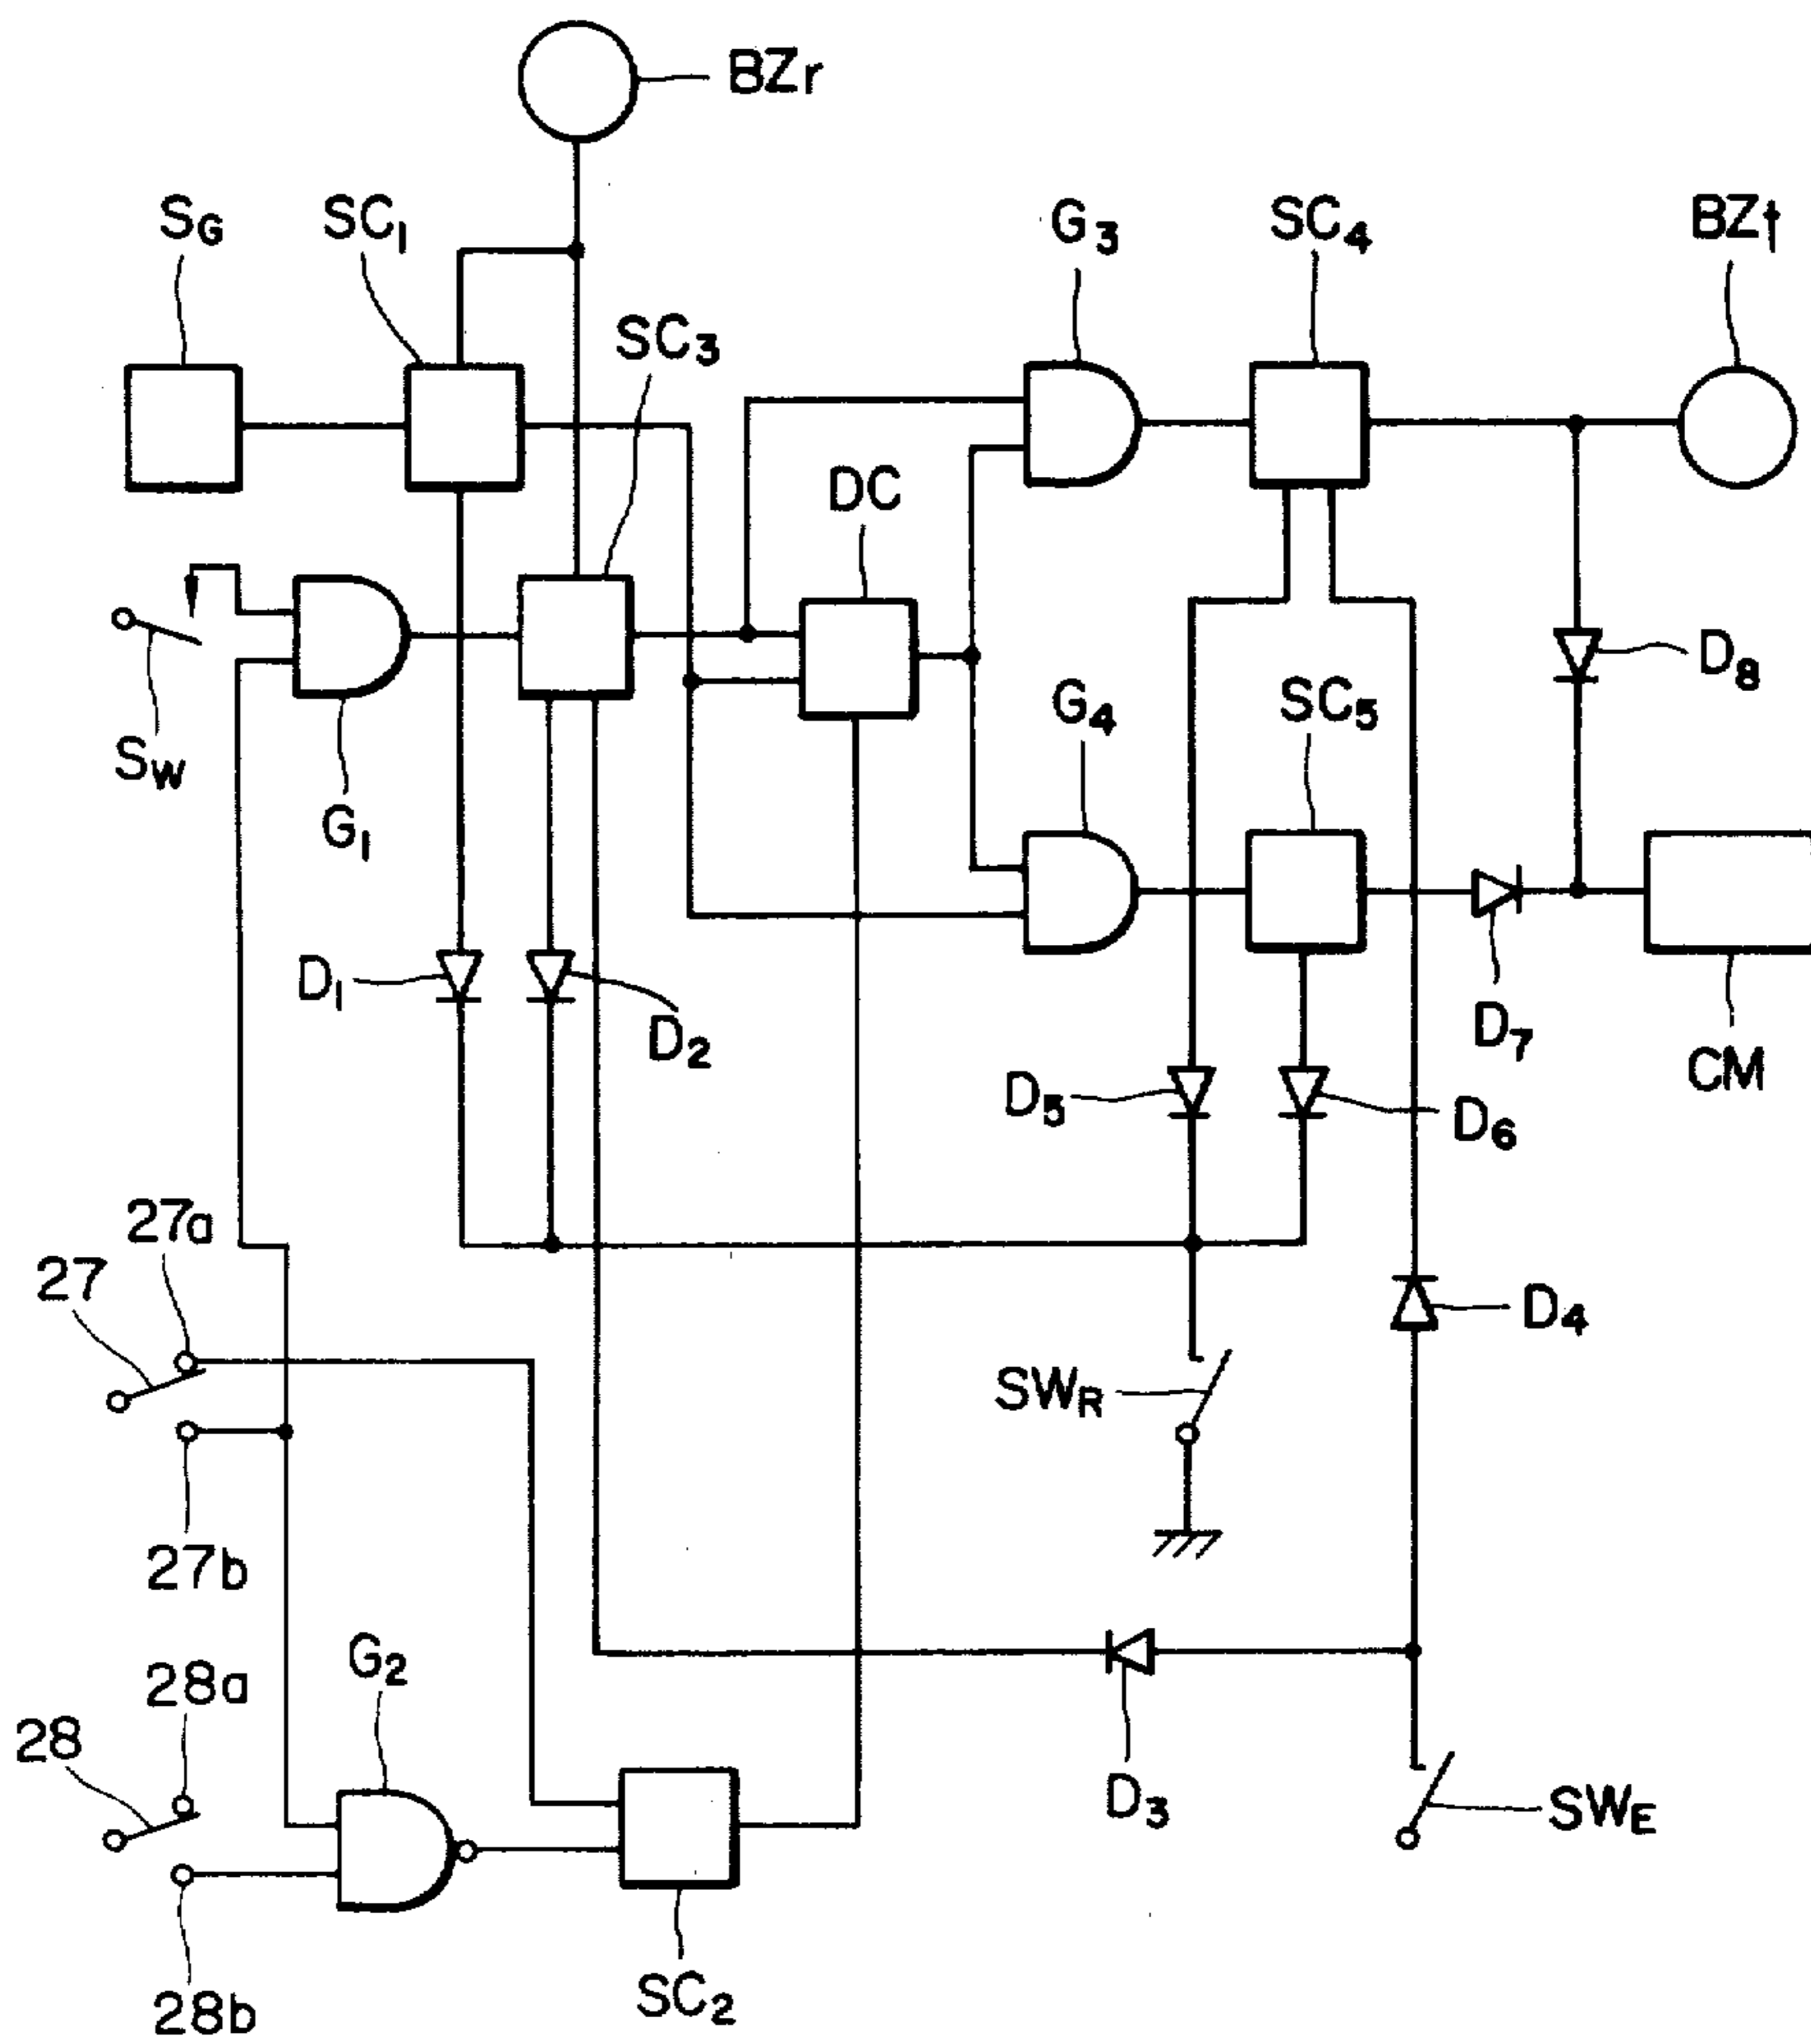 BZr
SG
SC1
G3
SC4
BZt
SC3
DC
D8
SW
G4
SC5
G1
D1
D2
D7
D5
CM
D6
27a
27
D4
SWR
27b
G2
28a
28
D3
SWE
SC2
28b